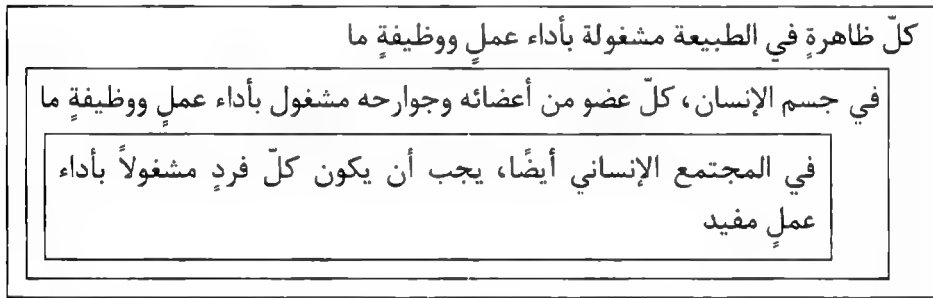 كلّ ظاهرةٍ في الطبيعة مشغولة بأداء عملٍ ووظيفةٍ ما
في جسم الإنسان، كلّ عضو من أعضائه وجوارحه مشغول بأداء عملٍ ووظيفةٍ ما
في المجتمع الإنساني أيضًا، يجب أن يكون كلّ فردٍ مشغولاً بأداء
عملٍ مفيد